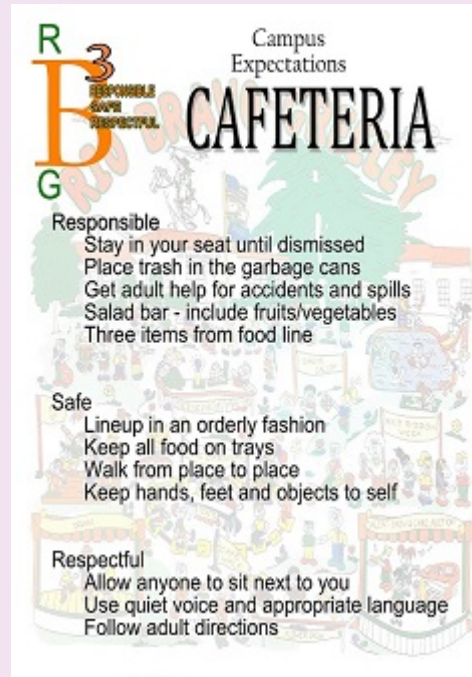 R
B3
RESPONSIBLE
SAFE
RESPECTFUL
G
Campus
Expectations
CAFETERIA
RIO BRAVO GREELEY
Responsible
Stay in your seat until dismissed
Place trash in the garbage cans
Get adult help for accidents and spills
Salad bar - include fruits/vegetables
Three items from food line
Safe
Lineup in an orderly fashion
Keep all food on trays
Walk from place to place
Keep hands, feet and objects to self
Respectful
Allow anyone to sit next to you
Use quiet voice and appropriate language
Follow adult directions